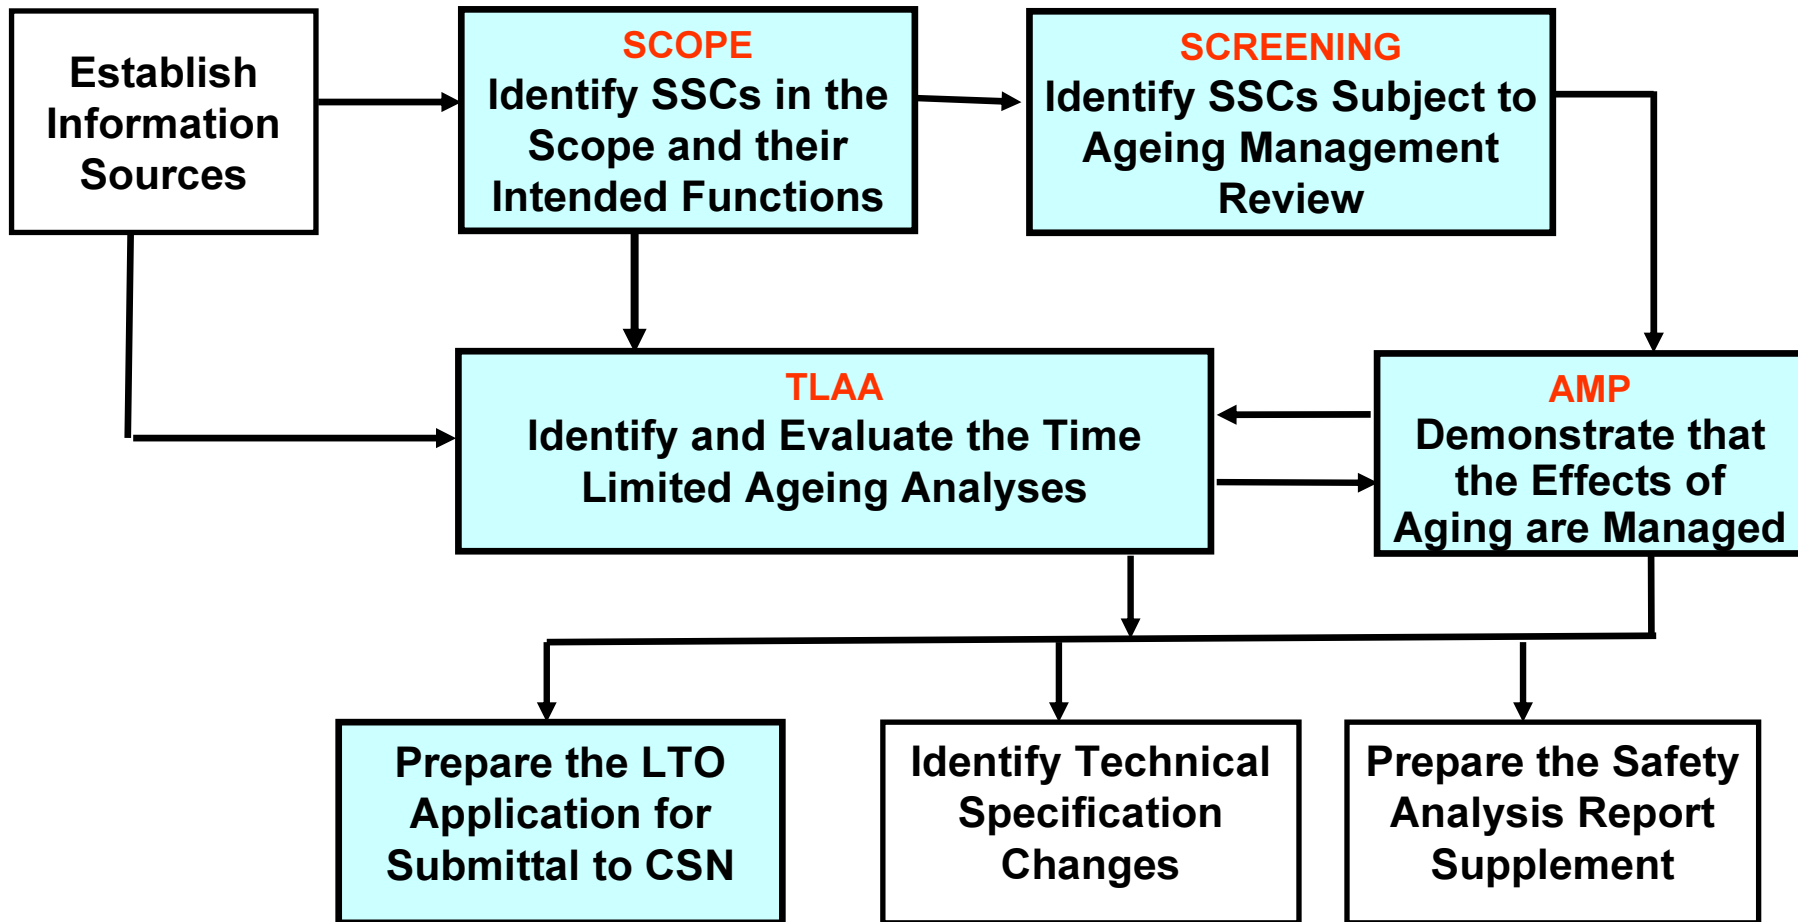 Establish
Information
Sources
SCOPE
Identify SSCs in the
Scope and their
Intended Functions
SCREENING
Identify SSCs Subject to
Ageing Management
Review
TLAA
Identify and Evaluate the Time
Limited Ageing Analyses
AMP
Demonstrate that
the Effects of
Aging are Managed
Prepare the LTO
Application for
Submittal to CSN
Identify Technical
Specification
Changes
Prepare the Safety
Analysis Report
Supplement